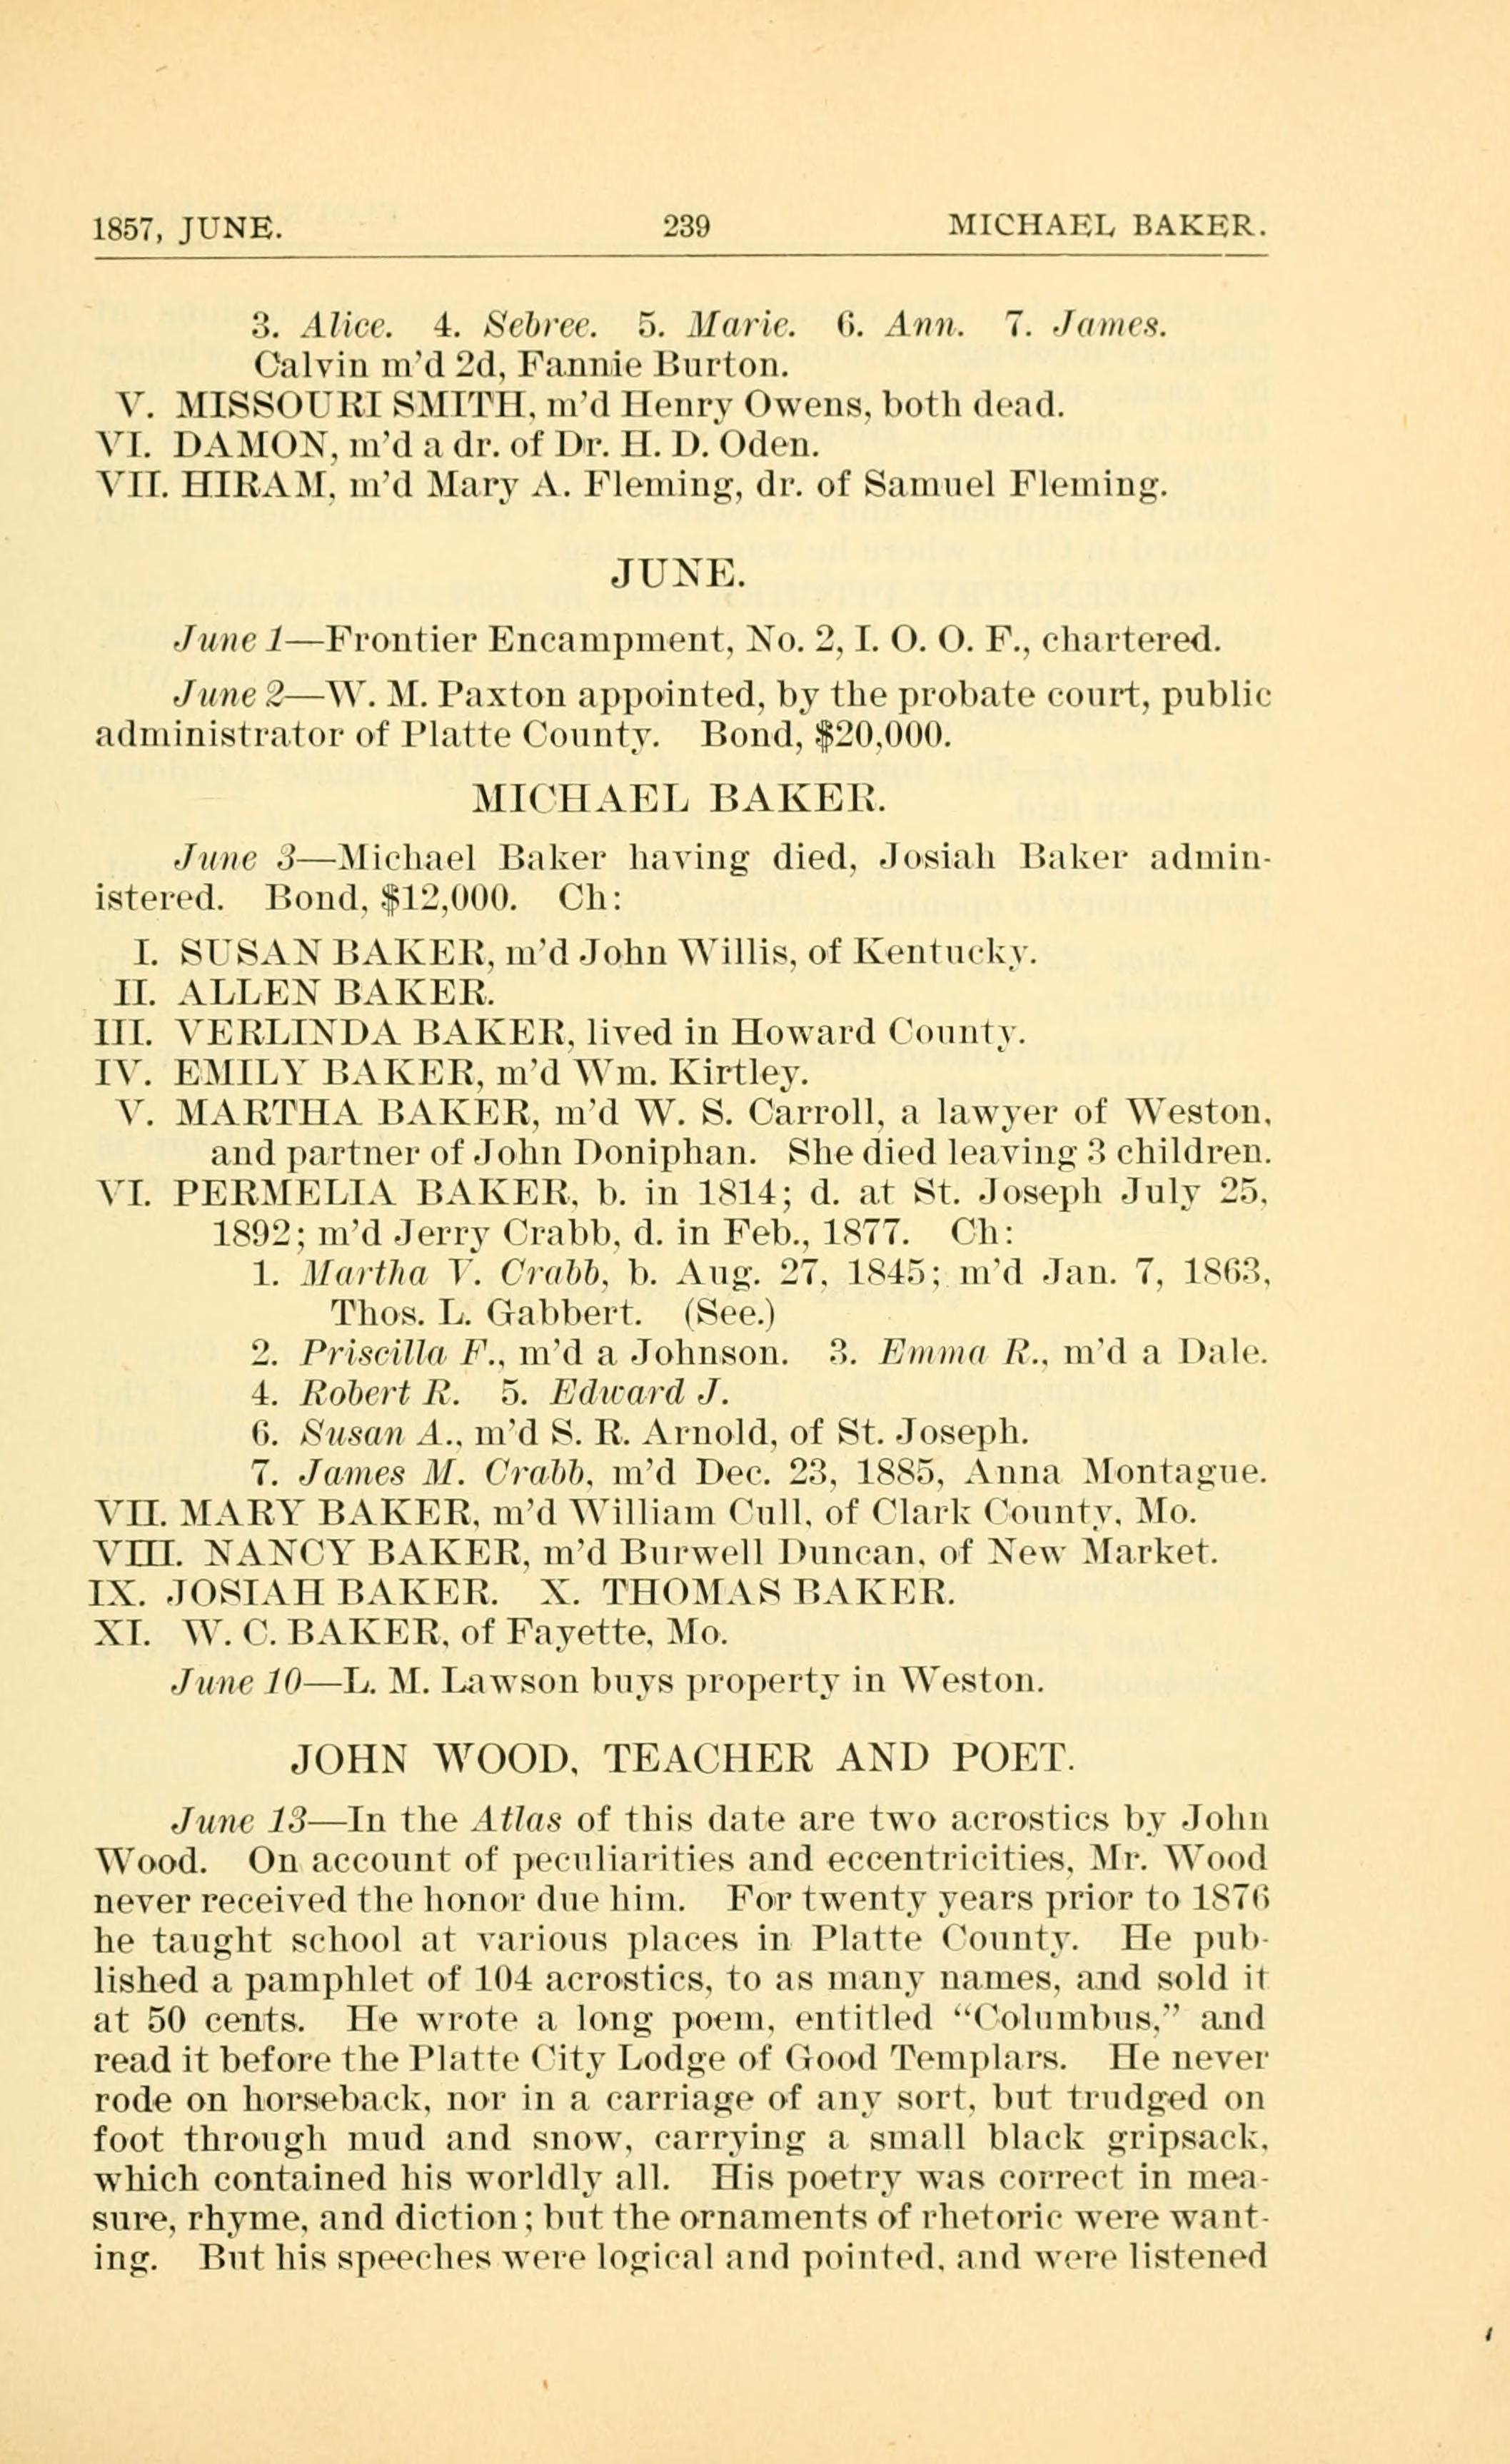 1857, JUNE. 239 MICHAEL BAKER.
3. Alice. 4. Sebree. 5. Marie. 6. Ann. 7. James.
Calvin m'd 2d, Fannie Burton.
V. MISSOURI SMITH, m'd Henry Owens, both dead.
VI. DAMON, m'd a dr. of Dr. H. D. Oden.
VII. HIRAM, m'd Mary A. Fleming, dr. of Samuel Fleming.
JUNE.
June 1—Frontier Encampment, No. 2, I. O. O. F., chartered.
June 2—W. M. Paxton appointed, by the probate court, public
administrator of Platte County. Bond, $20,000.
MICHAEL BAKER.
June 3—Michael Baker having died, Josiah Baker admin-
istered. Bond, $12,000. Ch:
I. SUSAN BAKER, m'd John Willis, of Kentucky.
II. ALLEN BAKER.
III. VERLINDA BAKER, lived in Howard County.
IV. EMILY BAKER, m'd Wm. Kirtley.
V. MARTHA BAKER, m'd W. S. Carroll, a lawyer of Weston,
and partner of John Doniphan. She died leaving 3 children.
VI. PERMELIA BAKER, b. in 1814; d. at St. Joseph July 25,
1892; m'd Jerry Crabb, d. in Feb., 1877. Ch:
1. Martha V. Crabb, b. Aug. 27, 1845; m'd Jan. 7, 1863,
Thos. L. Gabbert. (See.)
2. Priscilla F., m'd a Johnson. 3. Emma R., m'd a Dale.
4. Robert R. 5. Edward J.
6. Susan A., m'd S. R. Arnold, of St. Joseph.
7. James M. Crabb, m'd Dec. 23, 1885, Anna Montague.
VII. MARY BAKER, m'd William Cull, of Clark County, Mo.
VIII. NANCY BAKER, m'd Burwell Duncan, of New Market.
IX. JOSIAH BAKER. X. THOMAS BAKER.
XI. W. C. BAKER, of Fayette, Mo.
June 10—L. M. Lawson buys property in Weston.
JOHN WOOD, TEACHER AND POET.
June 13—In the Atlas of this date are two acrostics by John
Wood. On account of peculiarities and eccentricities, Mr. Wood
never received the honor due him. For twenty years prior to 1876
he taught school at various places in Platte County. He pub-
lished a pamphlet of 104 acrostics, to as many names, and sold it
at 50 cents. He wrote a long poem, entitled "Columbus," and
read it before the Platte City Lodge of Good Templars. He never
rode on horseback, nor in a carriage of any sort, but trudged on
foot through mud and snow, carrying a small black gripsack,
which contained his worldly all. His poetry was correct in mea-
sure, rhyme, and diction; but the ornaments of rhetoric were want-
ing. But his speeches were logical and pointed, and were listened